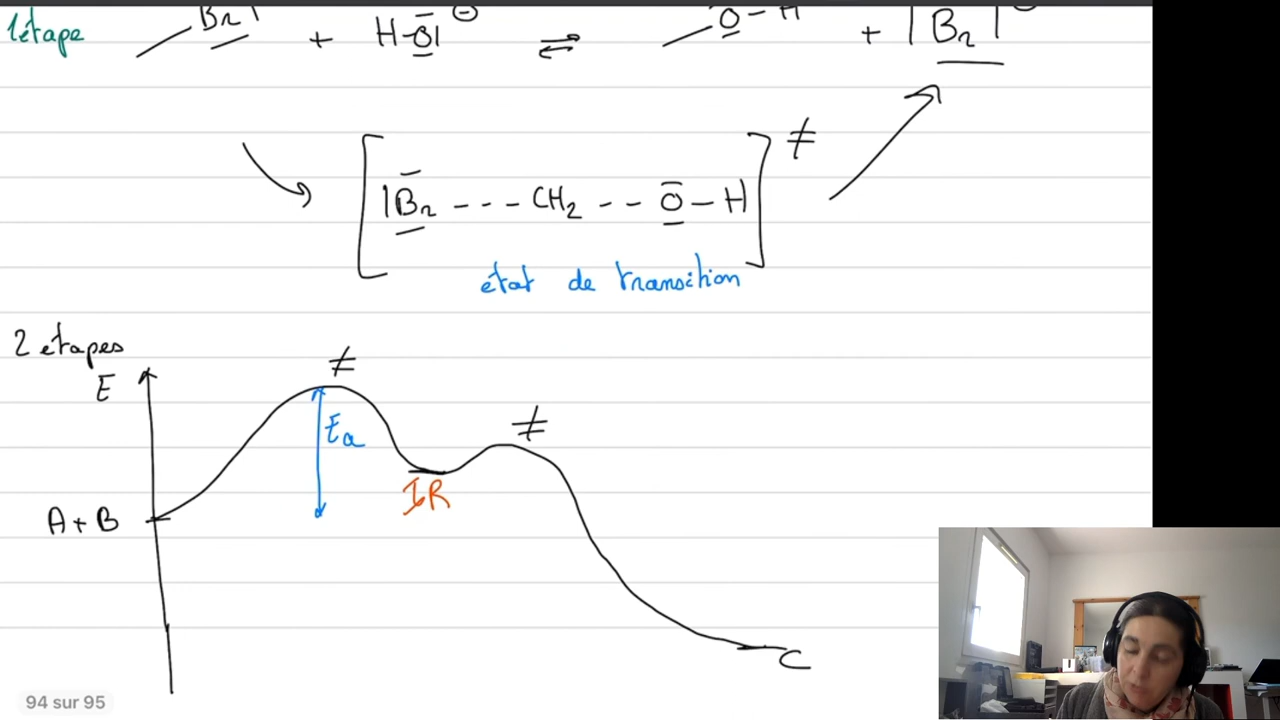 1étape
Br| + H-O|⊖ ⇌ O-H + |Br|⊖
[|Br ---CH2 -- O-H] ≠
état de transition
2 étapes
≠
E
≠
Ea
IR
A+B
C
94 sur 95